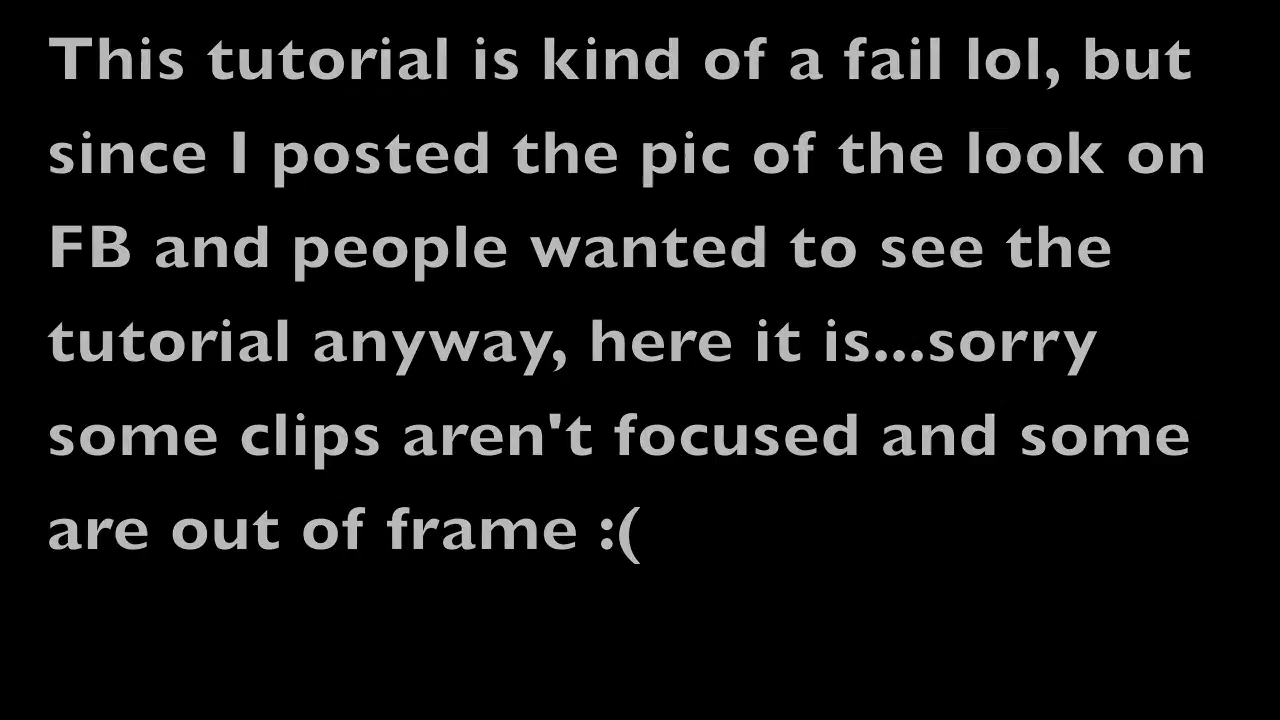 This tutorial is kind of a fail lol, but
since I posted the pic of the look on
FB and people wanted to see the
tutorial anyway, here it is...sorry
some clips aren't focused and some
are out of frame :(